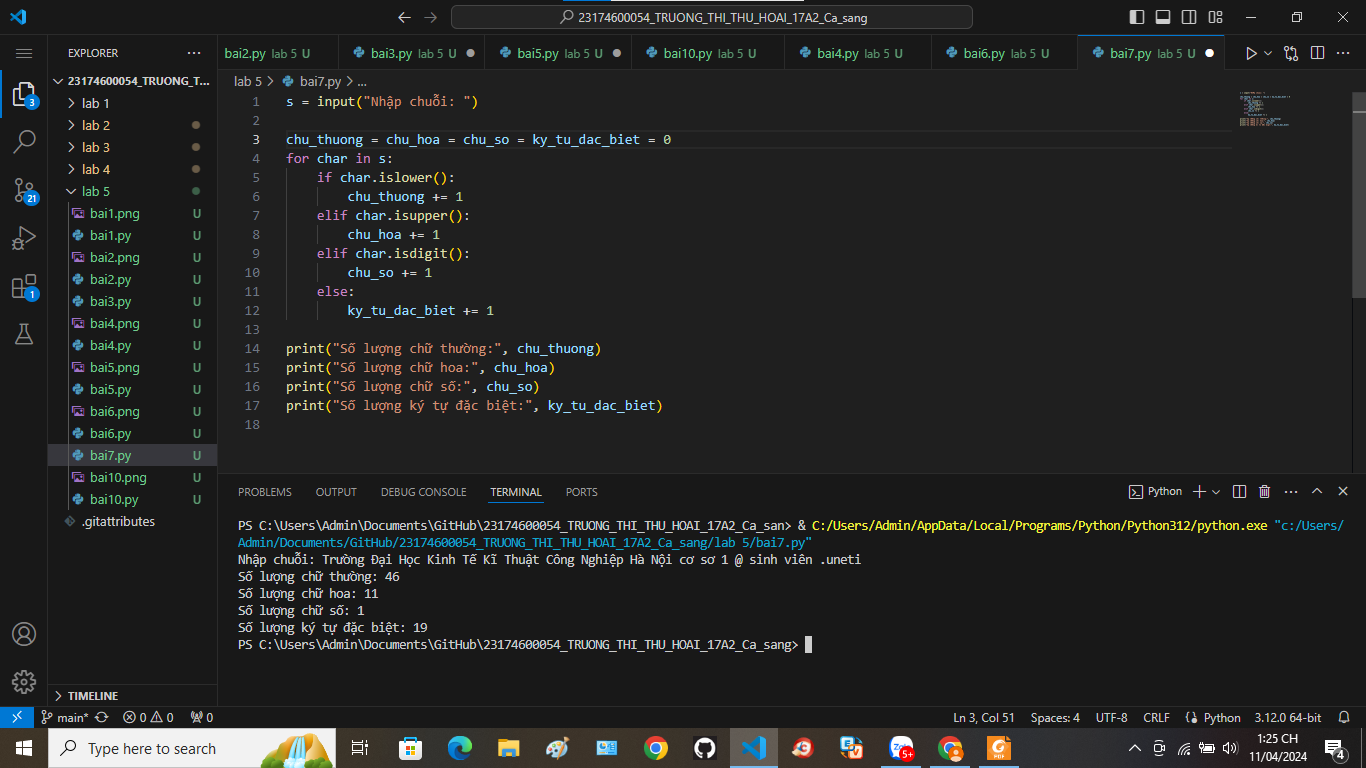 23174600054_TRUONG_THI_THU_HOAI_17A2_Ca_sang
EXPLORER
bai2.py lab 5 U
bai3.py lab 5 U
bai5.py lab 5 U
bai10.py lab 5 U
bai4.py lab 5 U
bai6.py lab 5 U
bai7.py lab 5 U
23174600054_TRUONG_T...
lab 1
lab 2
lab 3
lab 4
lab 5
bai1.png U
bai1.py U
bai2.png U
bai2.py U
bai3.py U
bai4.png U
bai4.py U
bai5.png U
bai5.py U
bai6.png U
bai6.py U
bai7.py U
bai10.png U
bai10.py U
.gitattributes
TIMELINE
3
21
1
lab 5 > bai7.py > ...
1 s = input("Nhập chuỗi: ")
2
3 chu_thuong = chu_hoa = chu_so = ky_tu_dac_biet = 0
4 for char in s:
5 if char.islower():
6 chu_thuong += 1
7 elif char.isupper():
8 chu_hoa += 1
9 elif char.isdigit():
10 chu_so += 1
11 else:
12 ky_tu_dac_biet += 1
13
14 print("Số lượng chữ thường:", chu_thuong)
15 print("Số lượng chữ hoa:", chu_hoa)
16 print("Số lượng chữ số:", chu_so)
17 print("Số lượng ký tự đặc biệt:", ky_tu_dac_biet)
18
PROBLEMS OUTPUT DEBUG CONSOLE TERMINAL PORTS
Python
PS C:\Users\Admin\Documents\GitHub\23174600054_TRUONG_THI_THU_HOAI_17A2_Ca_san> & C:/Users/Admin/AppData/Local/Programs/Python/Python312/python.exe "c:/Users/
Admin/Documents/GitHub/23174600054_TRUONG_THI_THU_HOAI_17A2_Ca_sang/lab 5/bai7.py"
Nhập chuỗi: Trường Đại Học Kinh Tế Kĩ Thuật Công Nghiệp Hà Nội cơ sơ 1 @ sinh viên .uneti
Số lượng chữ thường: 46
Số lượng chữ hoa: 11
Số lượng chữ số: 1
Số lượng ký tự đặc biệt: 19
PS C:\Users\Admin\Documents\GitHub\23174600054_TRUONG_THI_THU_HOAI_17A2_Ca_sang>
main* 0 0 0
Ln 3, Col 51 Spaces: 4 UTF-8 CRLF Python 3.12.0 64-bit
Type here to search
5+
1:25 CH
11/04/2024
4